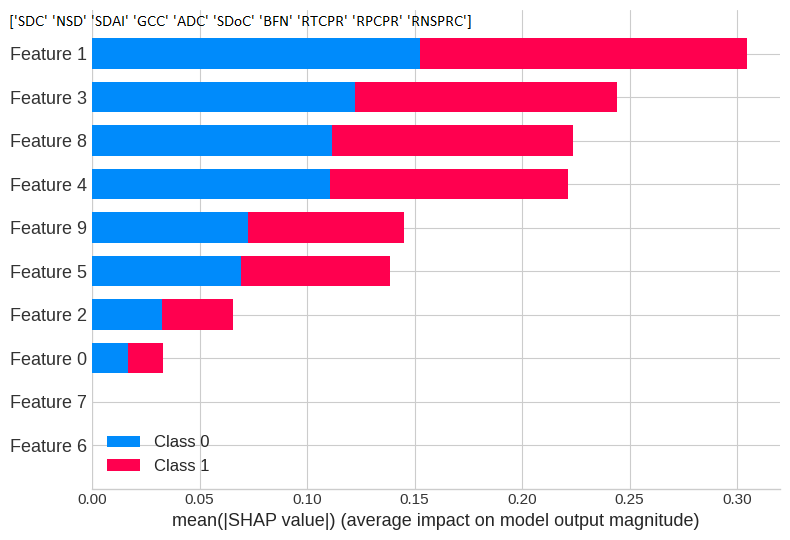 ['SDC' 'NSD' 'SDAI' 'GCC' 'ADC' 'SDoC' 'BFN' 'RTCPR' 'RPCPR' 'RNSPRC']
Feature 1
Feature 3
Feature 8
Feature 4
Feature 9
Feature 5
Feature 2
Feature 0
Feature 7
Feature 6
Class 0
Class 1
0.00 0.05 0.10 0.15 0.20 0.25 0.30
mean(|SHAP value|) (average impact on model output magnitude)